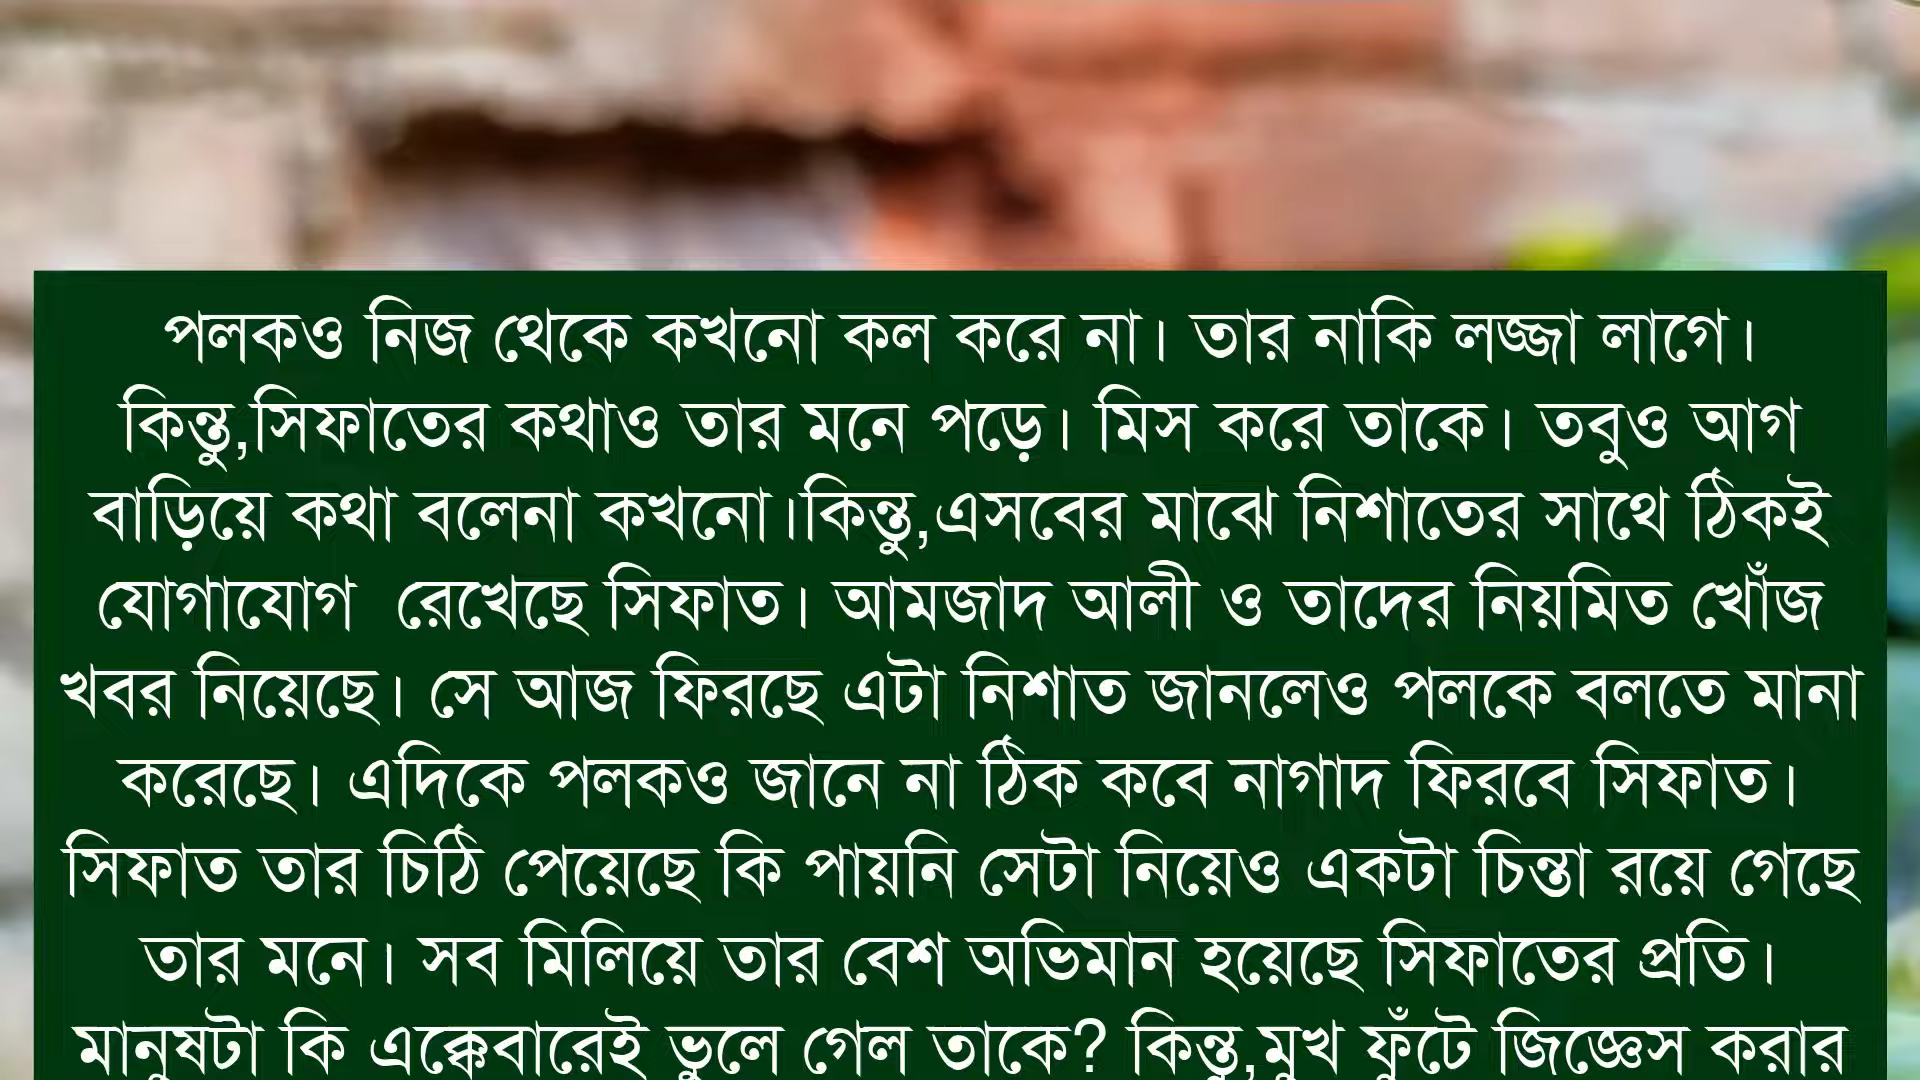 পলকও নিজ থেকে কখনো কল করে না। তার নাকি লজ্জা লাগে।
কিন্তু,সিফাতের কথাও তার মনে পড়ে। মিস করে তাকে। তবুও আগ
বাড়িয়ে কথা বলেনা কখনো।কিন্তু,এসবের মাঝে নিশাতের সাথে ঠিকই
যোগাযোগ  রেখেছে সিফাত। আমজাদ আলী ও তাদের নিয়মিত খোঁজ
খবর নিয়েছে। সে আজ ফিরছে এটা নিশাত জানলেও পলকে বলতে মানা
করেছে। এদিকে পলকও জানে না ঠিক কবে নাগাদ ফিরবে সিফাত।
সিফাত তার চিঠি পেয়েছে কি পায়নি সেটা নিয়েও একটা চিন্তা রয়ে গেছে
তার মনে। সব মিলিয়ে তার বেশ অভিমান হয়েছে সিফাতের প্রতি।
মানুষটা কি এক্কেবারেই ভুলে গেল তাকে? কিন্তু,মুখ ফুঁটে জিজ্ঞেস করার